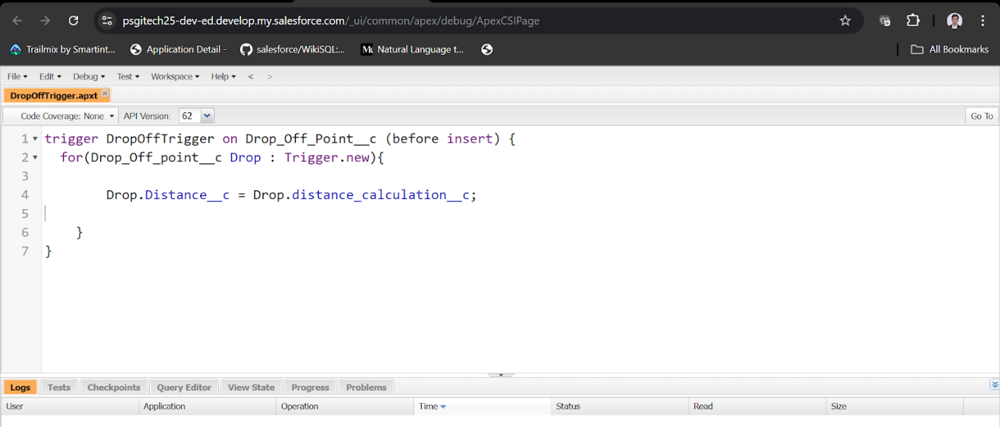 psgitech25-dev-ed.develop.my.salesforce.com/_ui/common/apex/debug/ApexCSIPage
Trailmix by Smartint... Application Detail - salesforce/WikiSQL:... Natural Language t... All Bookmarks
File Edit Debug Test Workspace Help < >
DropOffTrigger.apxt
Code Coverage: None API Version: 62 Go To
1 trigger DropOffTrigger on Drop_Off_Point__c (before insert) {
2 for(Drop_Off_point__c Drop : Trigger.new){
3
4 Drop.Distance__c = Drop.distance_calculation__c;
5
6 }
7 }
Logs Tests Checkpoints Query Editor View State Progress Problems
User Application Operation Time Status Read Size